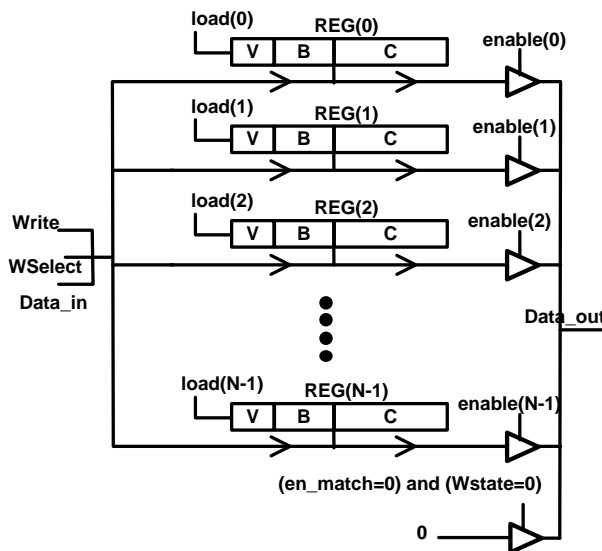 load(0) REG(0)
V B C
enable(0)
load(1) REG(1)
V B C
enable(1)
load(2) REG(2)
V B C
enable(2)
Write
WSelect
Data_in
Data_out
load(N-1) REG(N-1)
V B C
enable(N-1)
(en_match=0) and (Wstate=0)
0